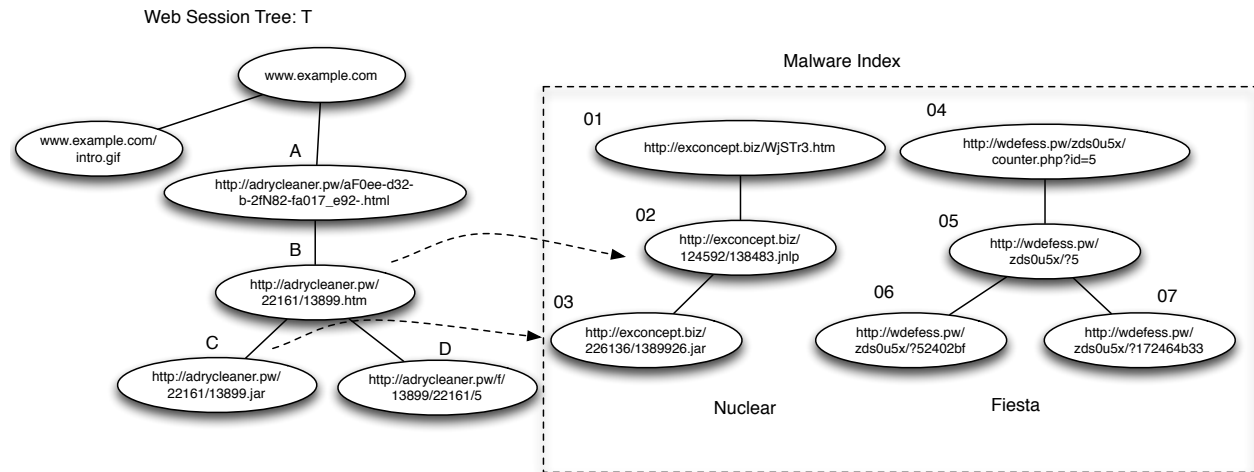 Web Session Tree: T
www.example.com
www.example.com/
intro.gif
A
http://adrycleaner.pw/aF0ee-d32-
b-2fN82-fa017_e92-.html
B
http://adrycleaner.pw/
22161/13899.htm
C
http://adrycleaner.pw/
22161/13899.jar
D
http://adrycleaner.pw/f/
13899/22161/5
Malware Index
01
http://exconcept.biz/WjSTr3.htm
02
http://exconcept.biz/
124592/138483.jnlp
03
http://exconcept.biz/
226136/1389926.jar
Nuclear
04
http://wdefess.pw/zds0u5x/
counter.php?id=5
05
http://wdefess.pw/
zds0u5x/?5
06
http://wdefess.pw/
zds0u5x/?52402bf
07
http://wdefess.pw/
zds0u5x/?172464b33
Fiesta